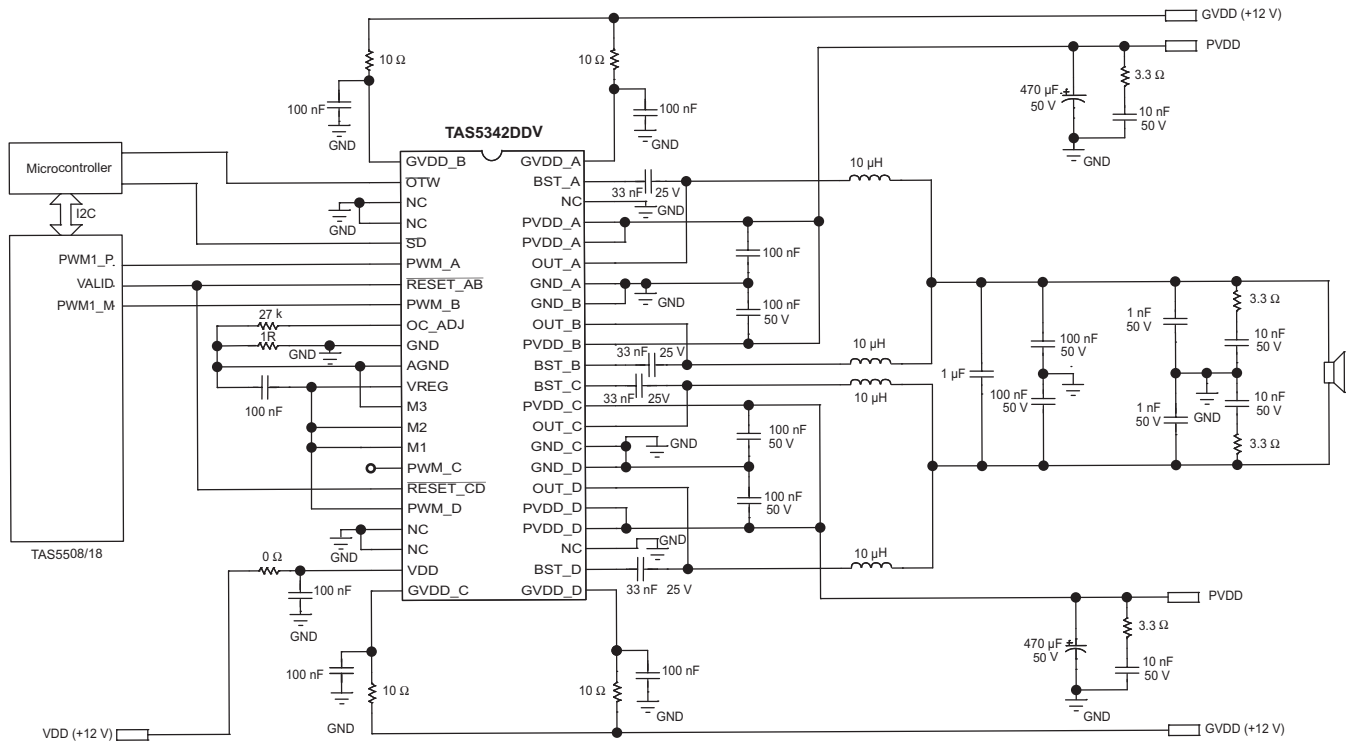 GVDD (+12 V)
PVDD
10 Ω
10 Ω
3.3 Ω
470 µF
50 V
10 nF
50 V
100 nF
100 nF
GND
GND
GND
TAS5342DDV
Microcontroller
I2C
PWM1_P
VALID
PWM1_M
TAS5508/18
GVDD_B
OTW
NC
NC
SD
PWM_A
RESET_AB
PWM_B
OC_ADJ
GND
AGND
VREG
M3
M2
M1
PWM_C
RESET_CD
PWM_D
NC
NC
VDD
GVDD_C
GVDD_A
BST_A
NC
PVDD_A
PVDD_A
OUT_A
GND_A
GND_B
OUT_B
PVDD_B
BST_B
BST_C
PVDD_C
OUT_C
GND_C
GND_D
OUT_D
PVDD_D
PVDD_D
NC
BST_D
GVDD_D
GND
27 k
1R
GND
100 nF
GND
0 Ω
100 nF
GND
33 nF 25 V
GND
100 nF
GND
100 nF
50 V
33 nF 25 V
33 nF 25V
100 nF
50 V
GND
100 nF
50 V
GND
33 nF 25 V
10 µH
10 µH
10 µH
10 µH
1 µF
100 nF
50 V
100 nF
50 V
1 nF
50 V
1 nF
50 V
GND
3.3 Ω
10 nF
50 V
10 nF
50 V
3.3 Ω
PVDD
3.3 Ω
470 µF
50 V
10 nF
50 V
GND
100 nF
10 Ω
GND
10 Ω
100 nF
GND
VDD (+12 V)
GVDD (+12 V)